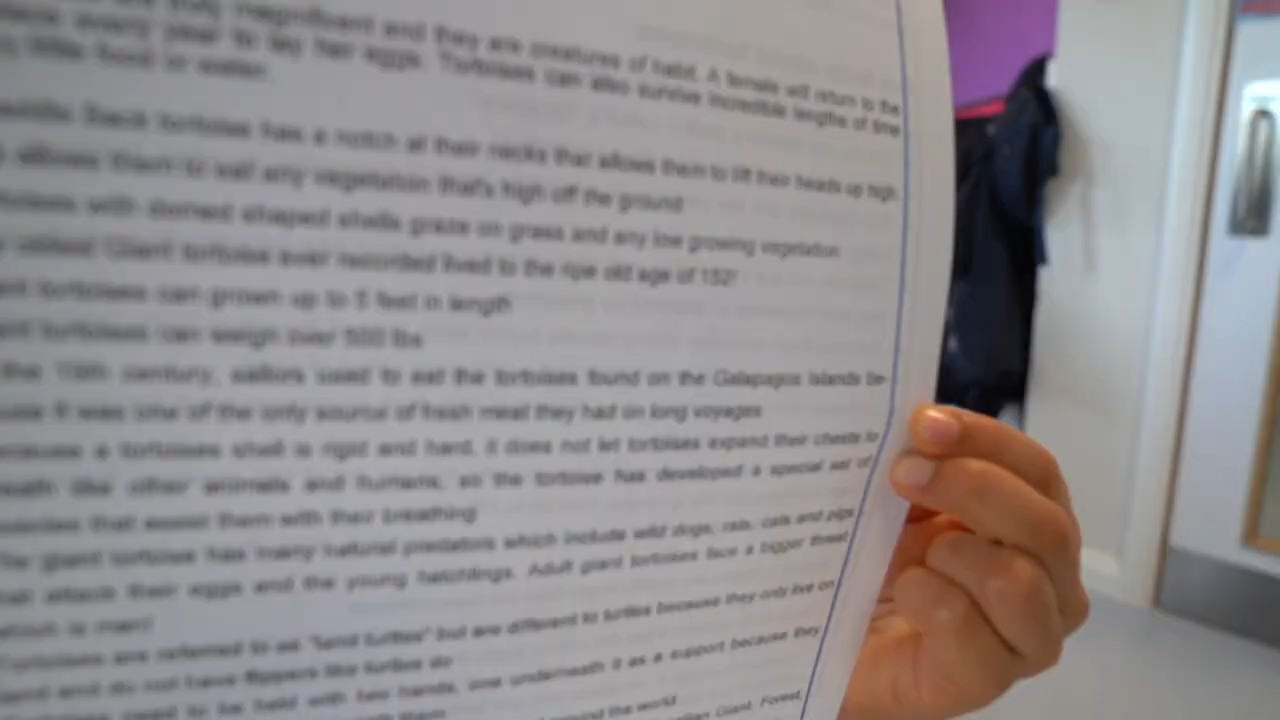 are truly magnificent and they are creatures of habit. A female will return to the
every year to lay her eggs. Tortoises can also survive incredible lengths of time
little food or water.
back tortoise has a notch at their necks that allows them to lift their heads up high
allows them to eat any vegetation that's high off the ground
with domed shaped shells graze on grass and any low growing vegetation
oldest Giant tortoise ever recorded lived to the ripe old age of 152!
tortoises can grown up to 5 feet in length
tortoises can weigh over 500 lbs
the century, sailors used to eat the tortoises found on the Galapagos Islands be-
it was one of the only source of fresh meat they had on long voyages
a tortoises shell is rigid and hard, it does not let tortoises expand their chests to
like other animals and humans, so the tortoise has developed a special set of
that assist them with their breathing
The giant tortoise has many natural predators which include wild dogs, rats, cats and pigs
attack their eggs and the young hatchlings. Adult giant tortoises face a bigger threat,
which is man!
Tortoises are referred to as "land turtles" but are different to turtles because they only live on
land and do not have flippers like turtles do
need to be held with two hands, one underneath it as a support because they
them
around the world
Giant, Forest,